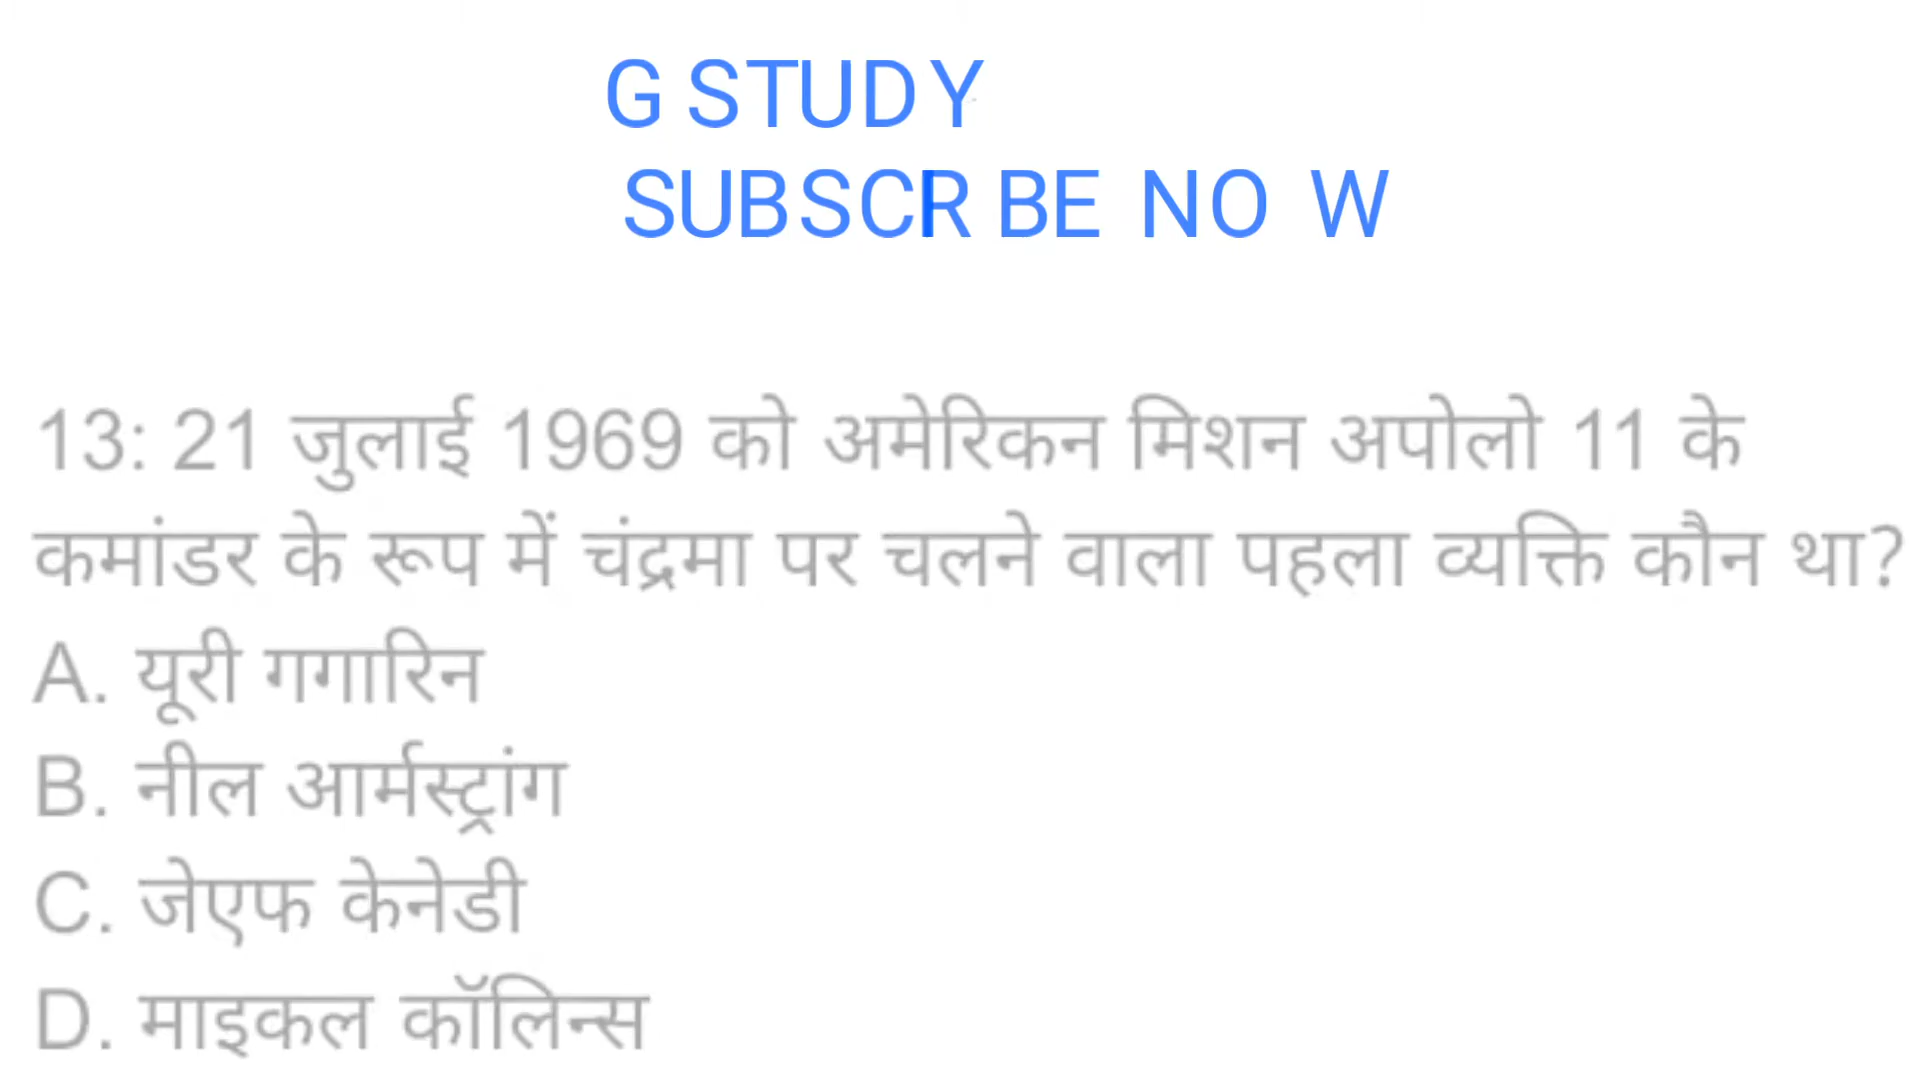 G STUDY
SUBSCR BE NO W
13: 21 जुलाई 1969 को अमेरिकन मिशन अपोलो 11 के
कमांडर के रूप में चंद्रमा पर चलने वाला पहला व्यक्ति कौन था?
A. यूरी गगारिन
B. नील आर्मस्ट्रांग
C. जेएफ केनेडी
D. माइकल कॉलिन्स